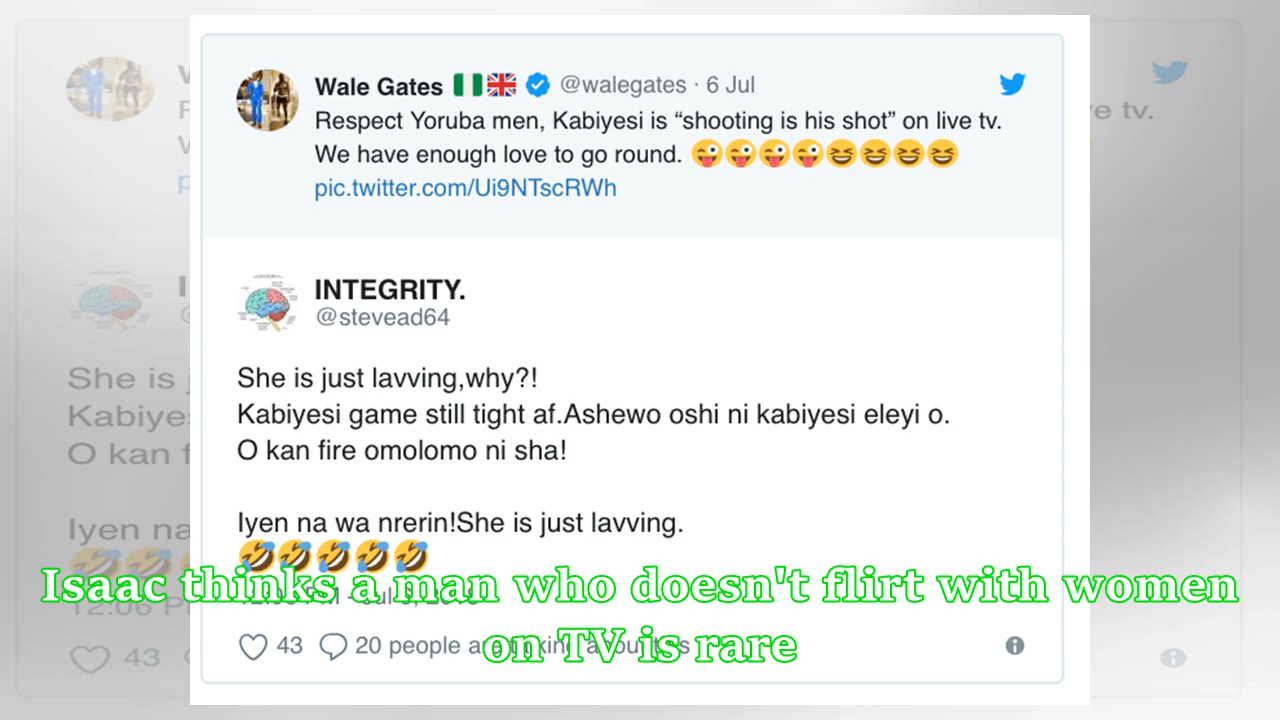 Wale Gates 🇳🇬🇬🇧 @walegates · 6 Jul
Respect Yoruba men, Kabiyesi is “shooting is his shot” on live tv.
We have enough love to go round. 😜😜😜😜😆😆😆😆
pic.twitter.com/Ui9NTscRWh
INTEGRITY.
@stevead64
She is just lavving,why?!
Kabiyesi game still tight af.Ashewo oshi ni kabiyesi eleyi o.
O kan fire omolomo ni sha!
Iyen na wa nrerin!She is just lavving.
🤣🤣🤣🤣🤣
Isaac thinks a man who doesn't flirt with women
on TV is rare
43 20 people